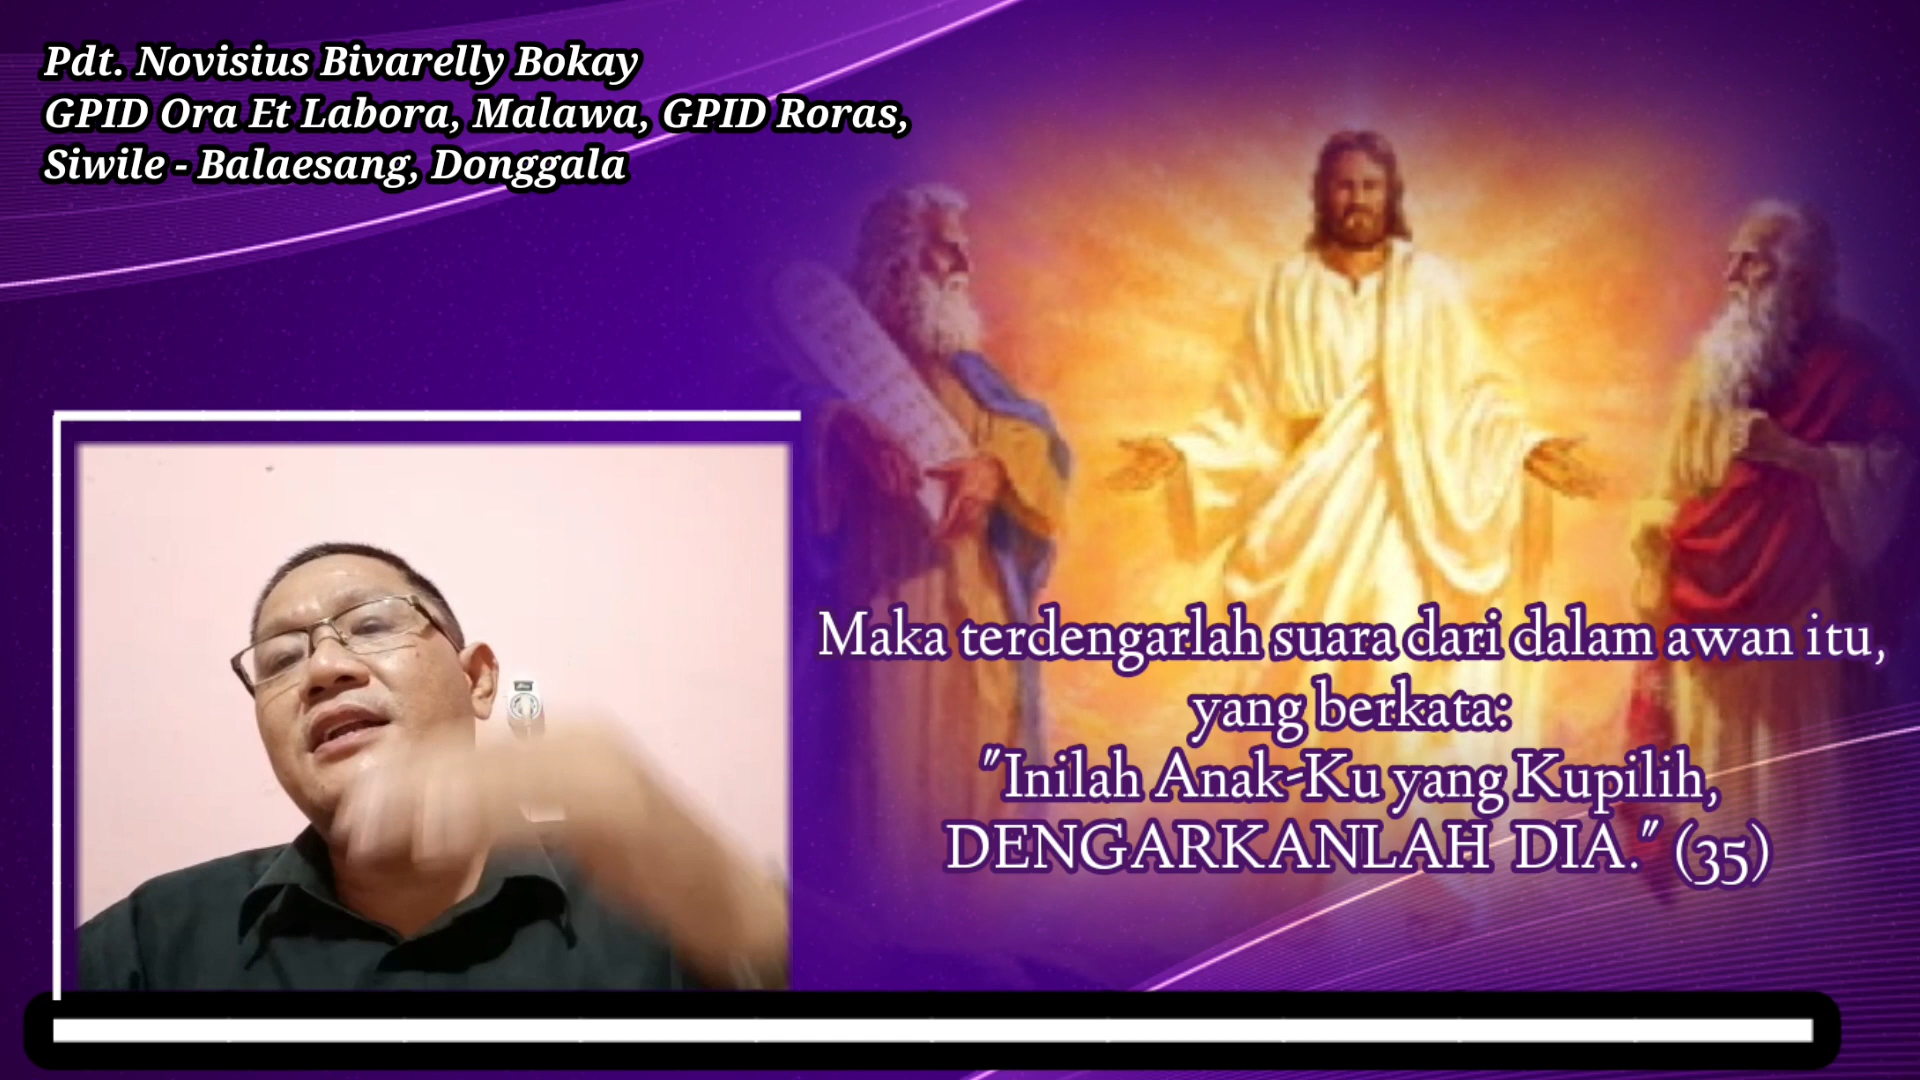 Pdt. Novisius Bivarelly Bokay
GPID Ora Et Labora, Malawa, GPID Roras,
Siwile - Balaesang, Donggala
Maka terdengarlah suara dari dalam awan itu,
yang berkata:
"Inilah Anak-Ku yang Kupilih,
DENGARKANLAH DIA." (35)